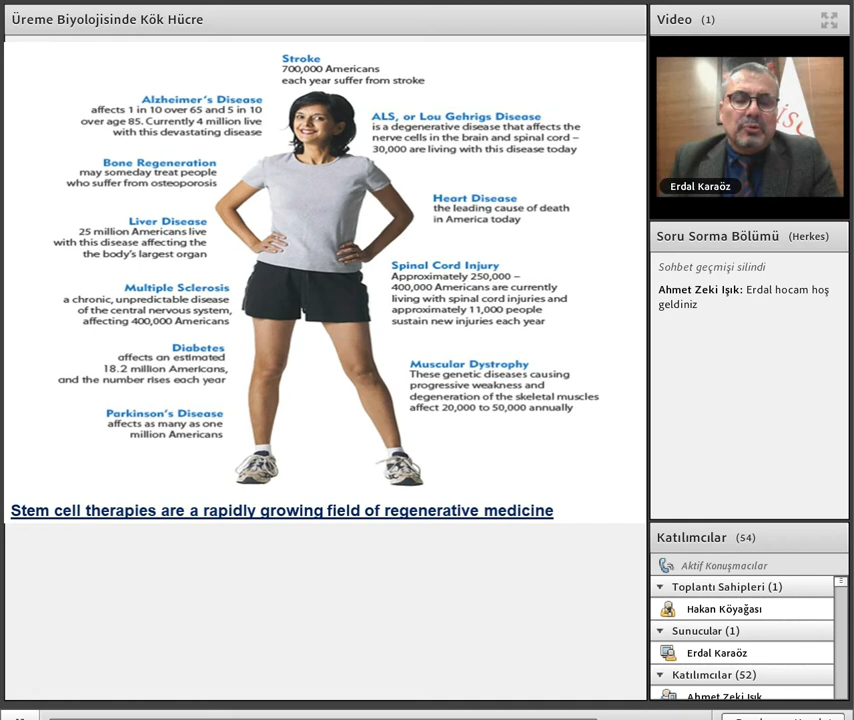 Üreme Biyolojisinde Kök Hücre
Stroke
700,000 Americans
each year suffer from stroke
Alzheimer's Disease
affects 1 in 10 over 65 and 5 in 10
over age 85. Currently 4 million live
with this devastating disease
ALS, or Lou Gehrigs Disease
is a degenerative disease that affects the
nerve cells in the brain and spinal cord –
30,000 are living with this disease today
Bone Regeneration
may someday treat people
who suffer from osteoporosis
Heart Disease
the leading cause of death
in America today
Liver Disease
25 million Americans live
with this disease affecting the
the body's largest organ
Spinal Cord Injury
Approximately 250,000 –
400,000 Americans are currently
living with spinal cord injuries and
approximately 11,000 people
sustain new injuries each year
Multiple Sclerosis
a chronic, unpredictable disease
of the central nervous system,
affecting 400,000 Americans
Diabetes
affects an estimated
18.2 million Americans,
and the number rises each year
Muscular Dystrophy
These genetic diseases causing
progressive weakness and
degeneration of the skeletal muscles
affect 20,000 to 50,000 annually
Parkinson's Disease
affects as many as one
million Americans
Stem cell therapies are a rapidly growing field of regenerative medicine
Video (1)
Erdal Karaöz
Soru Sorma Bölümü (Herkes)
Sohbet geçmişi silindi
Ahmet Zeki Işık: Erdal hocam hoş
geldiniz
Katılımcılar (54)
Aktif Konuşmacılar
Toplantı Sahipleri (1)
Hakan Köyağası
Sunucular (1)
Erdal Karaöz
Katılımcılar (52)
Ahmet Zeki Işık